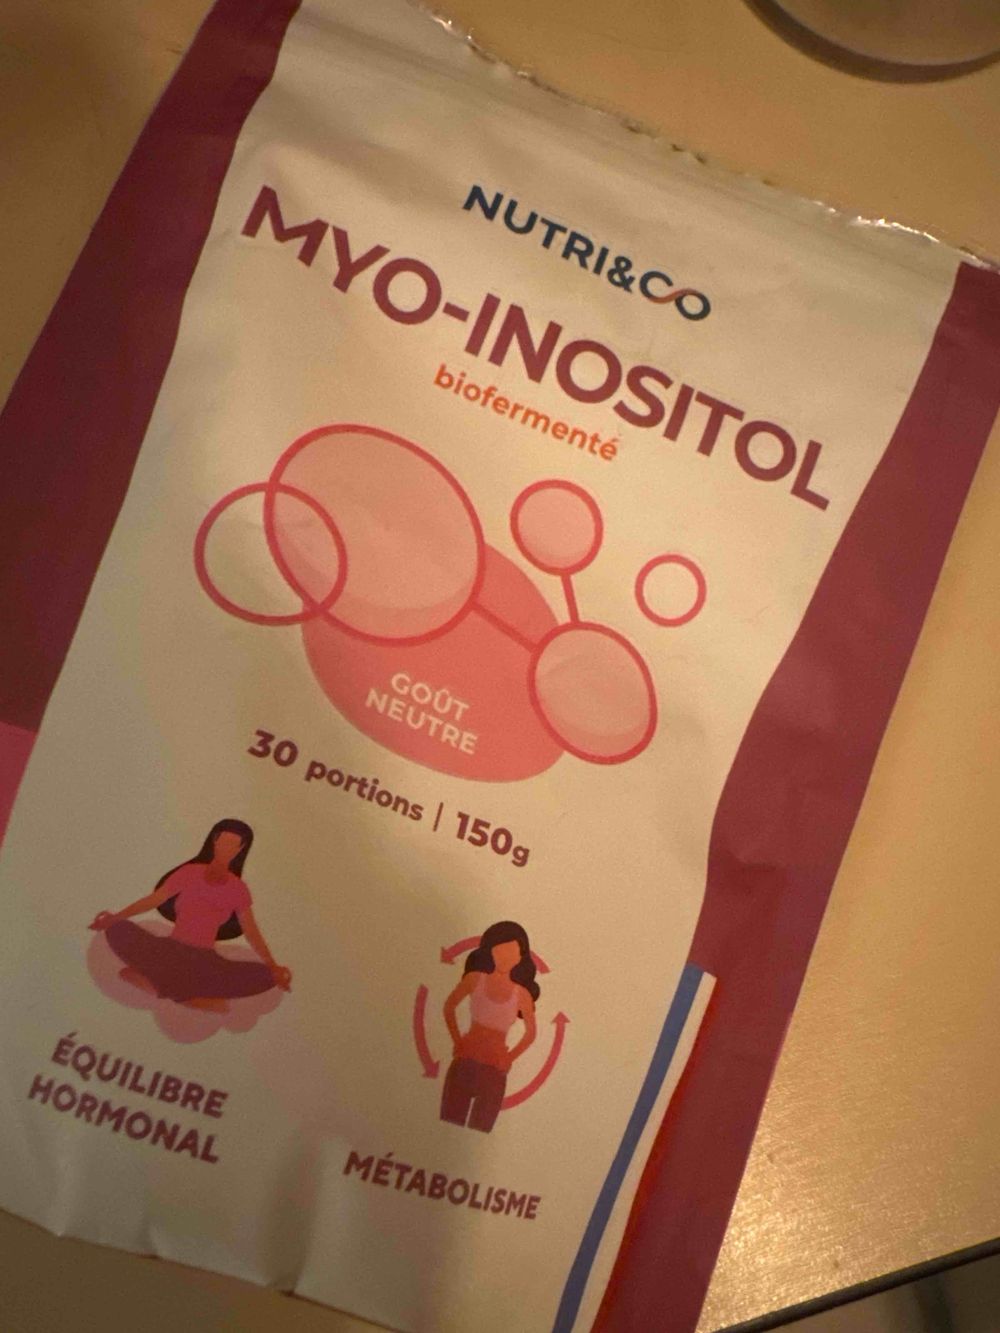 NUTRI&CO
MYO-INOSITOL
biofermenté
GOÛT
NEUTRE
30 portions | 150g
ÉQUILIBRE
HORMONAL
MÉTABOLISME